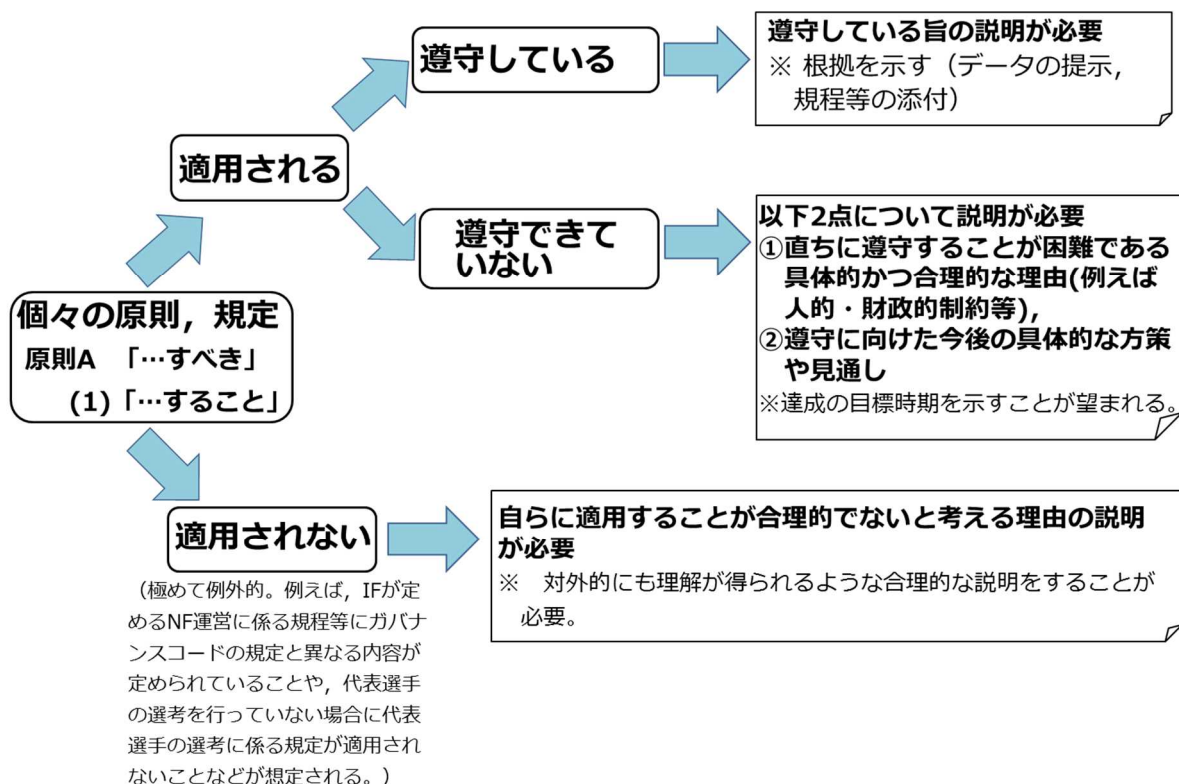 個々の原則，規定
原則A　「…すべき」
(1)「…すること」
適用される
遵守している
遵守している旨の説明が必要
※ 根拠を示す（データの提示，
規程等の添付）
遵守できて
いない
以下2点について説明が必要
①直ちに遵守することが困難である
具体的かつ合理的な理由(例えば
人的・財政的制約等),
②遵守に向けた今後の具体的な方策
や見通し
※達成の目標時期を示すことが望まれる。
適用されない
（極めて例外的。例えば，IFが定
めるNF運営に係る規程等にガバナ
ンスコードの規定と異なる内容が
定められていることや，代表選手
の選考を行っていない場合に代表
選手の選考に係る規定が適用され
ないことなどが想定される。）
自らに適用することが合理的でないと考える理由の説明
が必要
※　対外的にも理解が得られるような合理的な説明をすることが
必要。